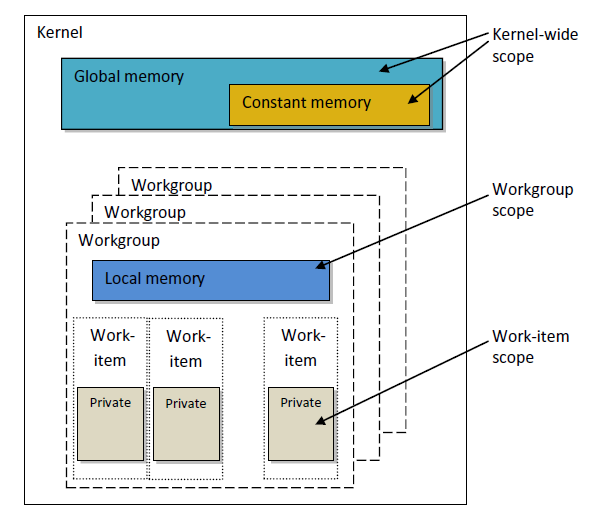 Kernel
Kernel-wide
scope
Global memory
Constant memory
Workgroup
Workgroup
Workgroup
Workgroup
scope
Local memory
Work-
item
Work-
item
Work-
item
Work-item
scope
Private
Private
Private